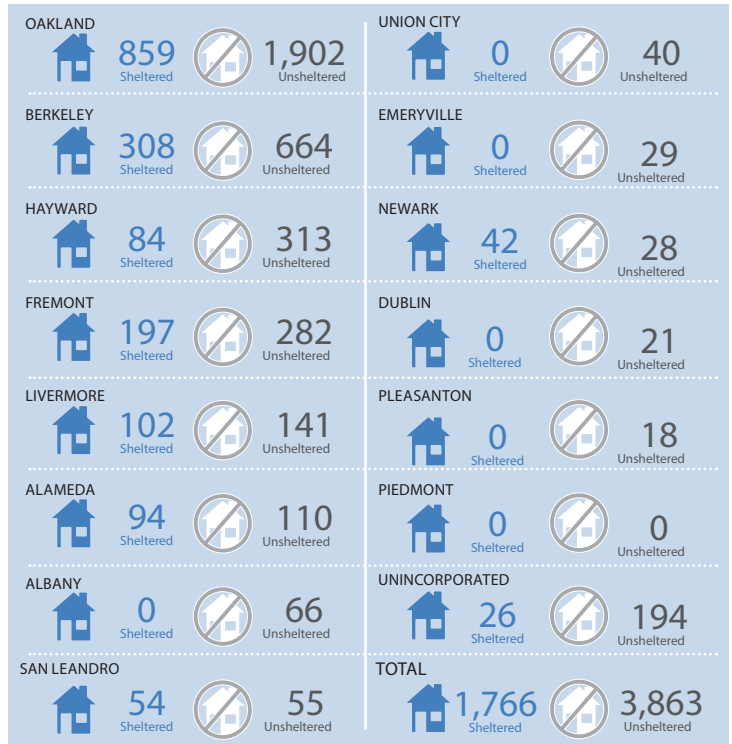 OAKLAND
859 1,902
Sheltered Unsheltered
BERKELEY
308 664
Sheltered Unsheltered
HAYWARD
84 313
Sheltered Unsheltered
FREMONT
197 282
Sheltered Unsheltered
LIVERMORE
102 141
Sheltered Unsheltered
ALAMEDA
94 110
Sheltered Unsheltered
ALBANY
0 66
Sheltered Unsheltered
SAN LEANDRO
54 55
Sheltered Unsheltered
UNION CITY
0 40
Sheltered Unsheltered
EMERYVILLE
0 29
Sheltered Unsheltered
NEWARK
42 28
Sheltered Unsheltered
DUBLIN
0 21
Sheltered Unsheltered
PLEASANTON
0 18
Sheltered Unsheltered
PIEDMONT
0 0
Sheltered Unsheltered
UNINCORPORATED
26 194
Sheltered Unsheltered
TOTAL
1,766 3,863
Sheltered Unsheltered